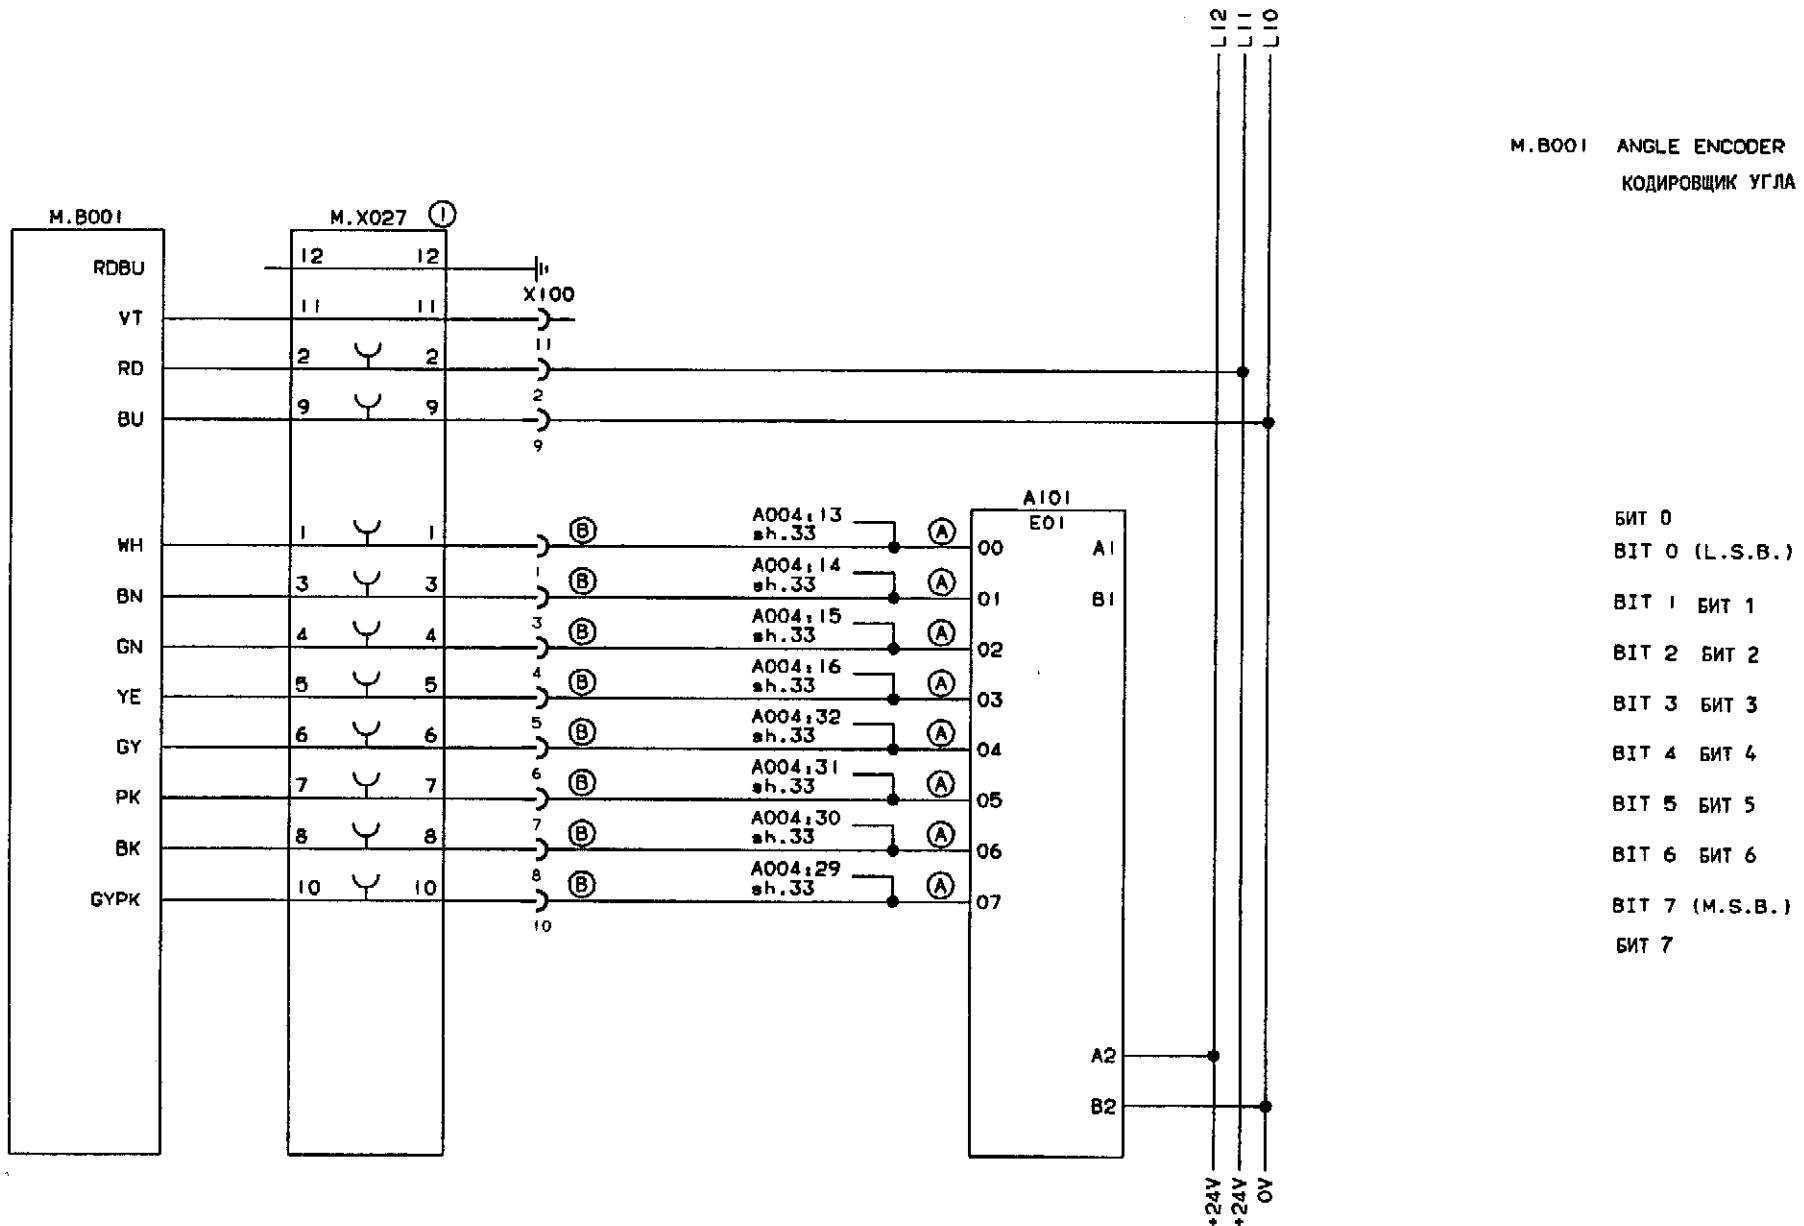 L12
L11
L10
M.B001 ANGLE ENCODER
КОДИРОВЩИК УГЛА
M.B001
M.X027 1
RDBU 12 12
X100
VT 11 11
11
RD 2 2
2
BU 9 9
9
A101
E01
WH 1 1 B A004:13 sh.33 A 00 A1
1
BN 3 3 B A004:14 sh.33 A 01 B1
3
GN 4 4 B A004:15 sh.33 A 02
4
YE 5 5 B A004:16 sh.33 A 03
5
GY 6 6 B A004:32 sh.33 A 04
6
PK 7 7 B A004:31 sh.33 A 05
7
BK 8 8 B A004:30 sh.33 A 06
8
GYPK 10 10 B A004:29 sh.33 A 07
10
A2
B2
БИТ 0
BIT 0 (L.S.B.)
BIT 1 БИТ 1
BIT 2 БИТ 2
BIT 3 БИТ 3
BIT 4 БИТ 4
BIT 5 БИТ 5
BIT 6 БИТ 6
BIT 7 (M.S.B.)
БИТ 7
+24V
+24V
0V